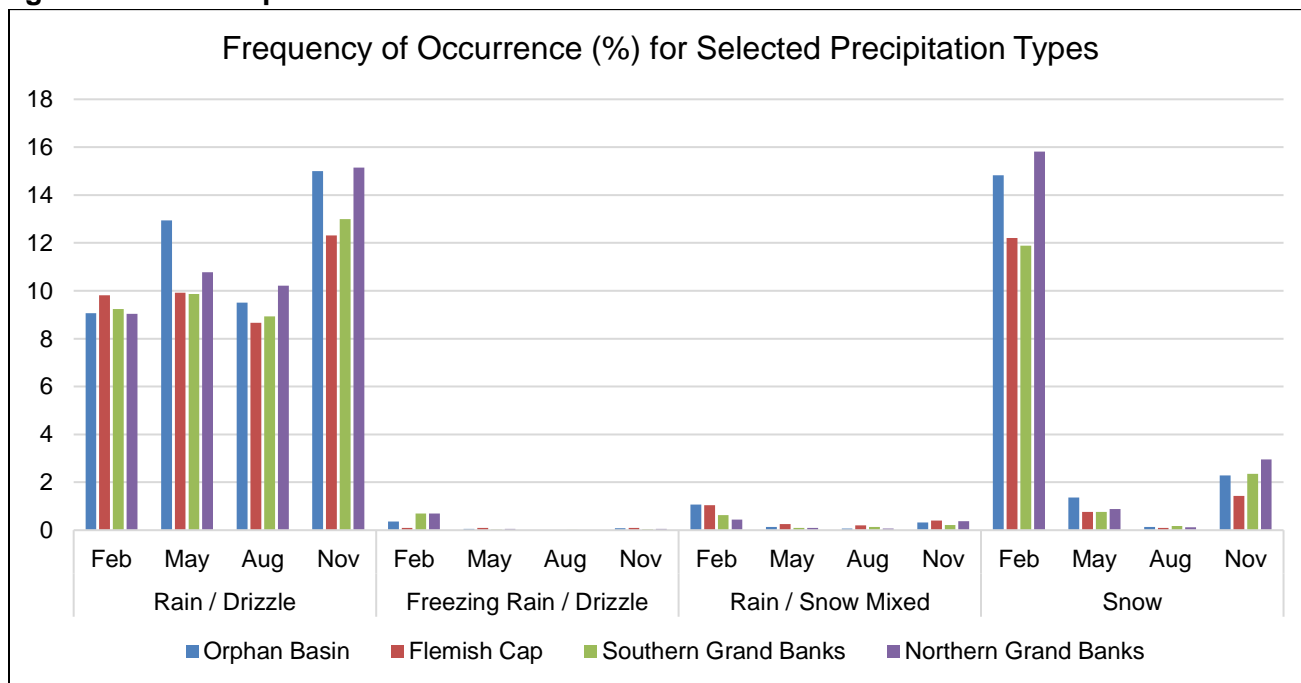 Frequency of Occurrence (%) for Selected Precipitation Types
18
16
14
12
10
8
6
4
2
0
Feb May Aug Nov Feb May Aug Nov Feb May Aug Nov Feb May Aug Nov
Rain / Drizzle Freezing Rain / Drizzle Rain / Snow Mixed Snow
Orphan Basin Flemish Cap Southern Grand Banks Northern Grand Banks